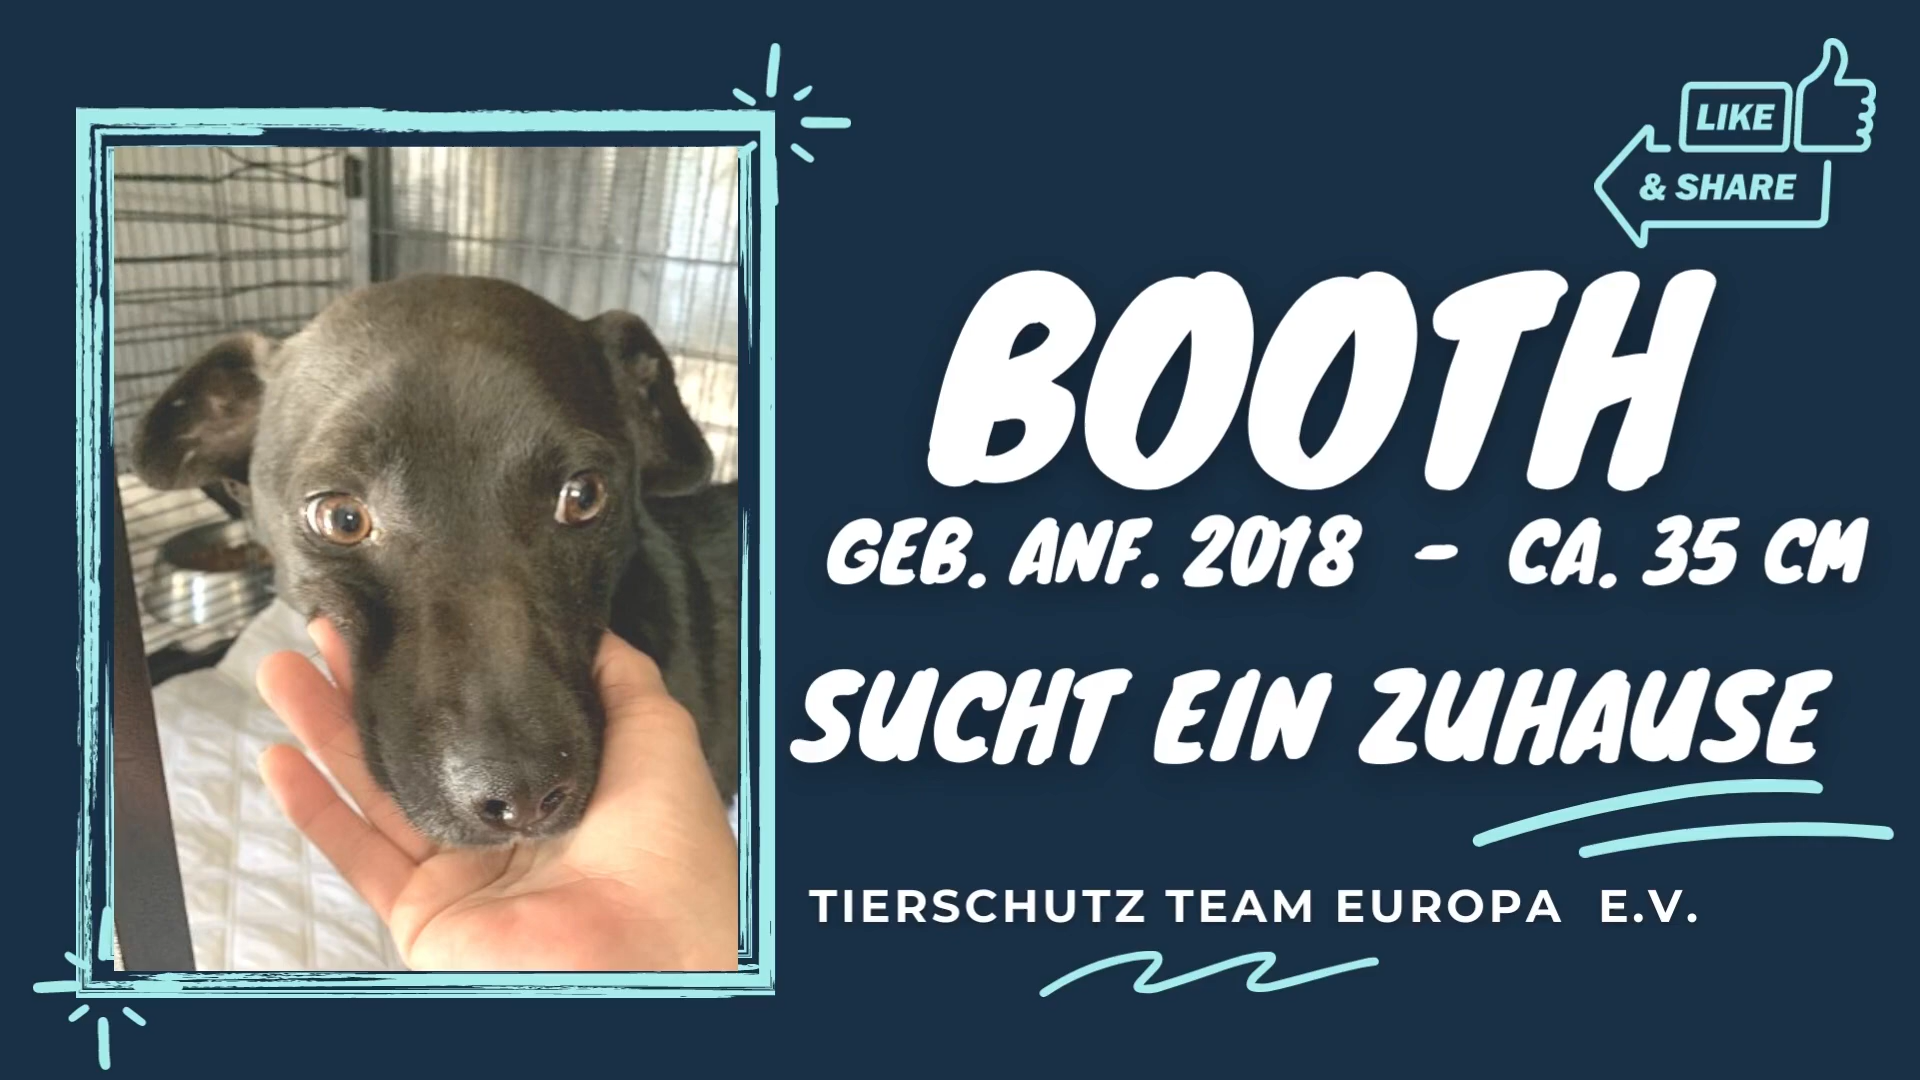 LIKE
& SHARE
BOOTH
GEB. ANF. 2018 - CA. 35 CM
SUCHT EIN ZUHAUSE
TIERSCHUTZ TEAM EUROPA E.V.